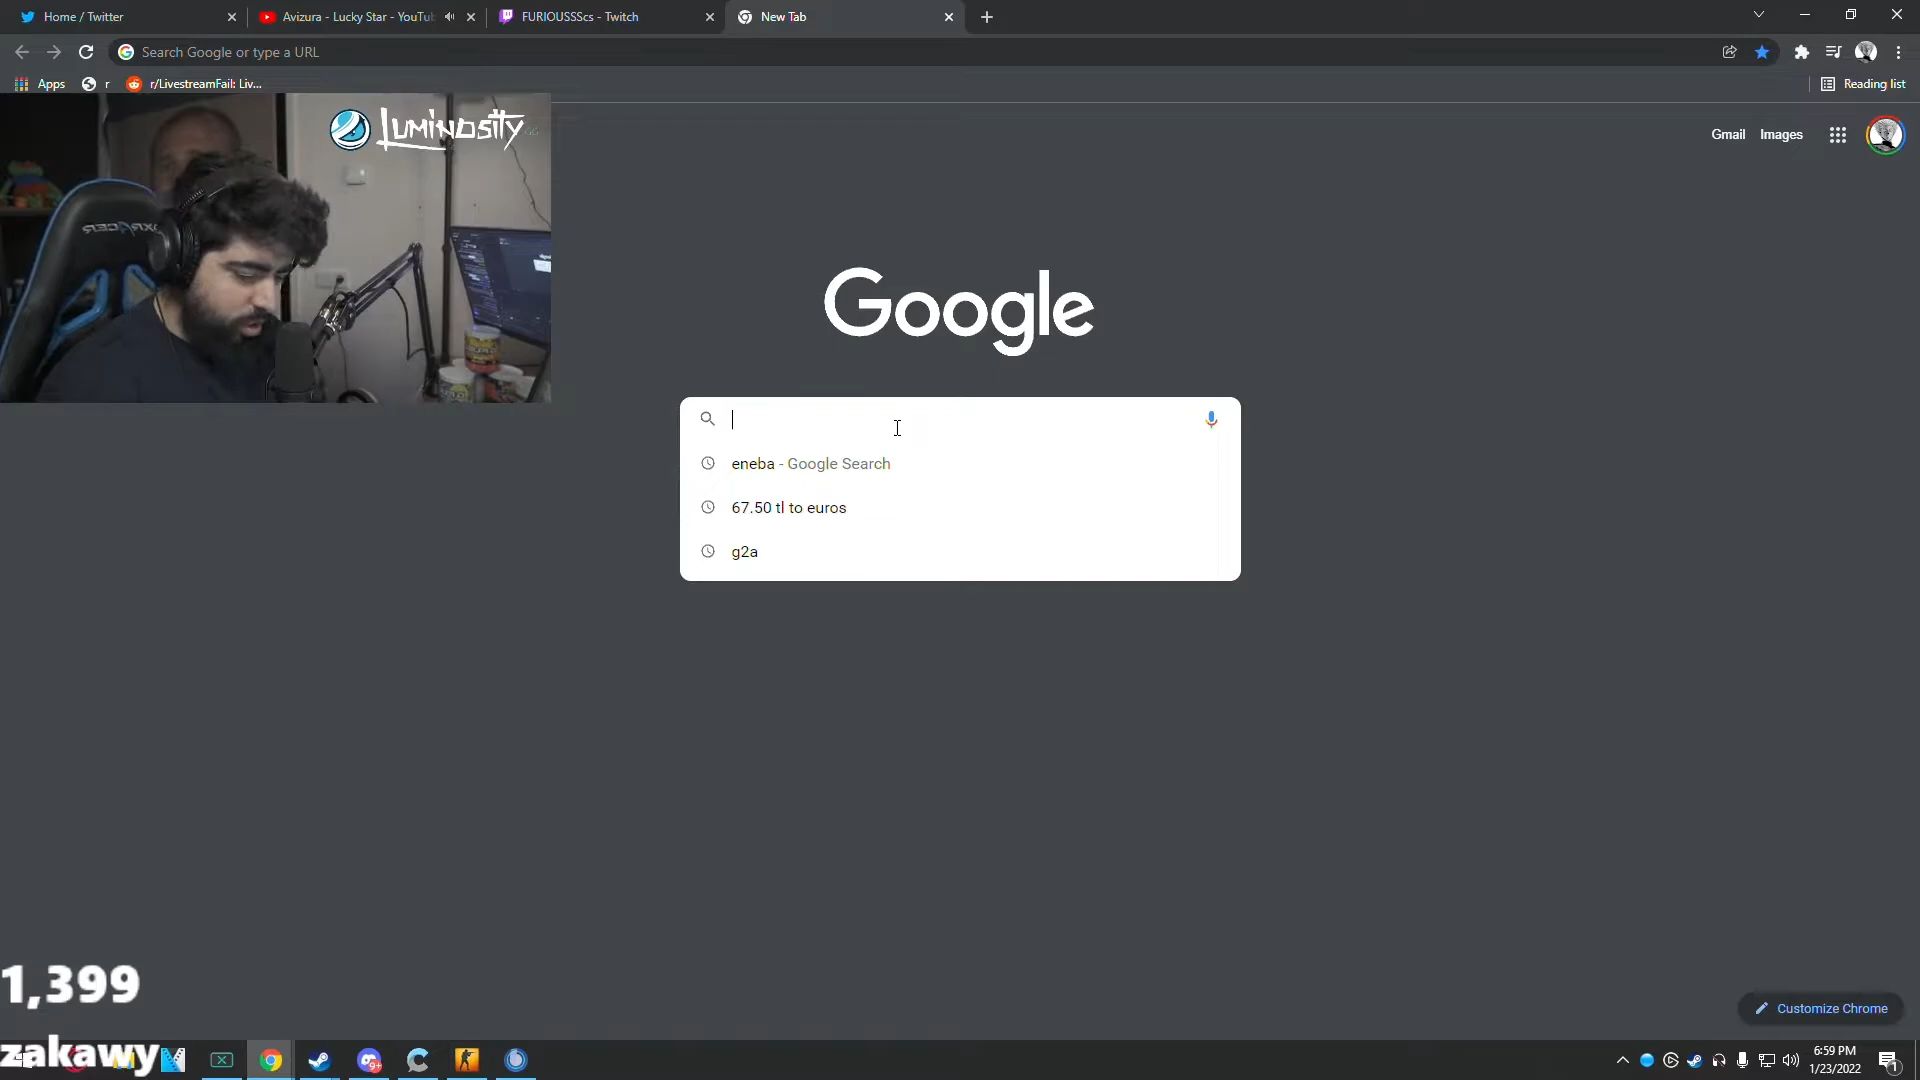 Home / Twitter
Avizura - Lucky Star - YouTu
FURIOUSSScs - Twitch
New Tab
Search Google or type a URL
Apps
r
r/LivestreamFail: Liv...
Reading list
LUMINOSITY
Gmail
Images
Google
eneba - Google Search
67.50 tl to euros
g2a
1,399
zakawy
Customize Chrome
9+
6:59 PM
1/23/2022
1